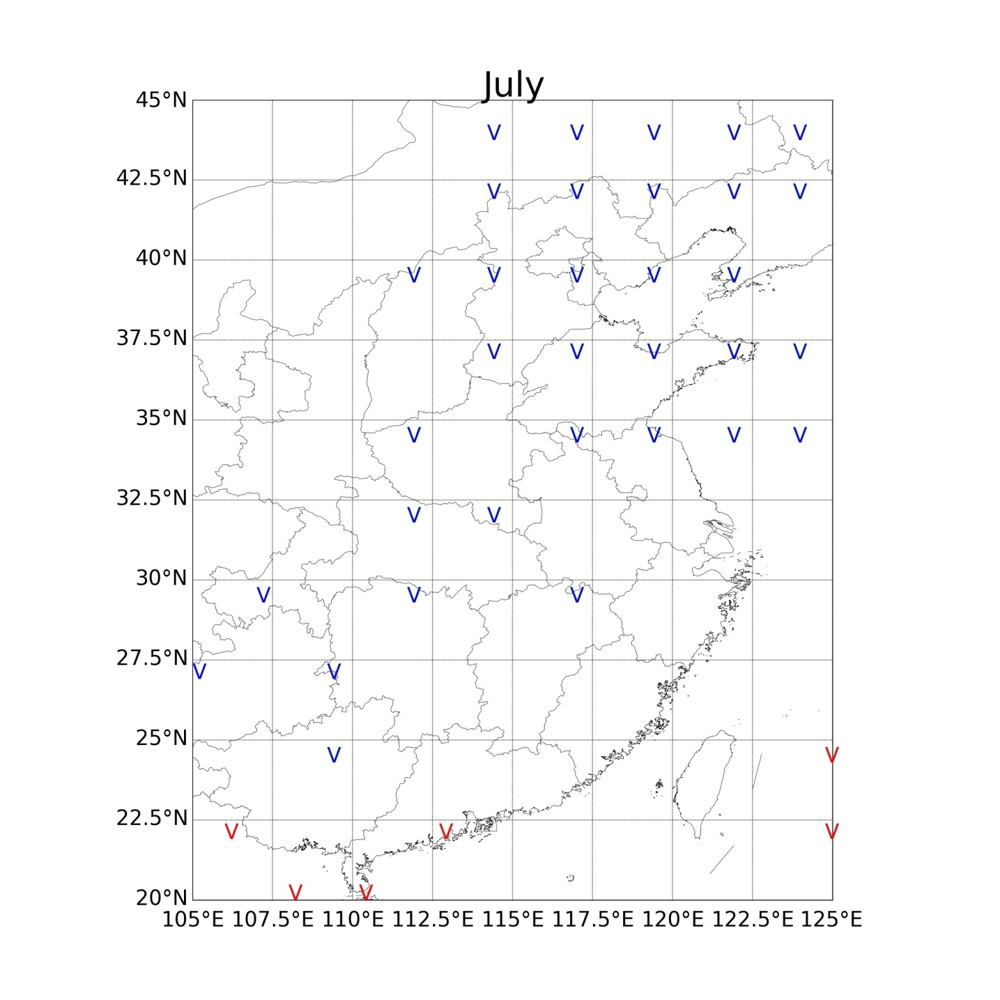 July
45°N
V V V V V
42.5°N
V V V V V
40°N
V V V V V
37.5°N
V V V V V
35°N
V V V V V
32.5°N
V V
30°N
V V V
27.5°N
V V
25°N
V V
22.5°N
V V V
V V
20°N
105°E 107.5°E 110°E 112.5°E 115°E 117.5°E 120°E 122.5°E 125°E